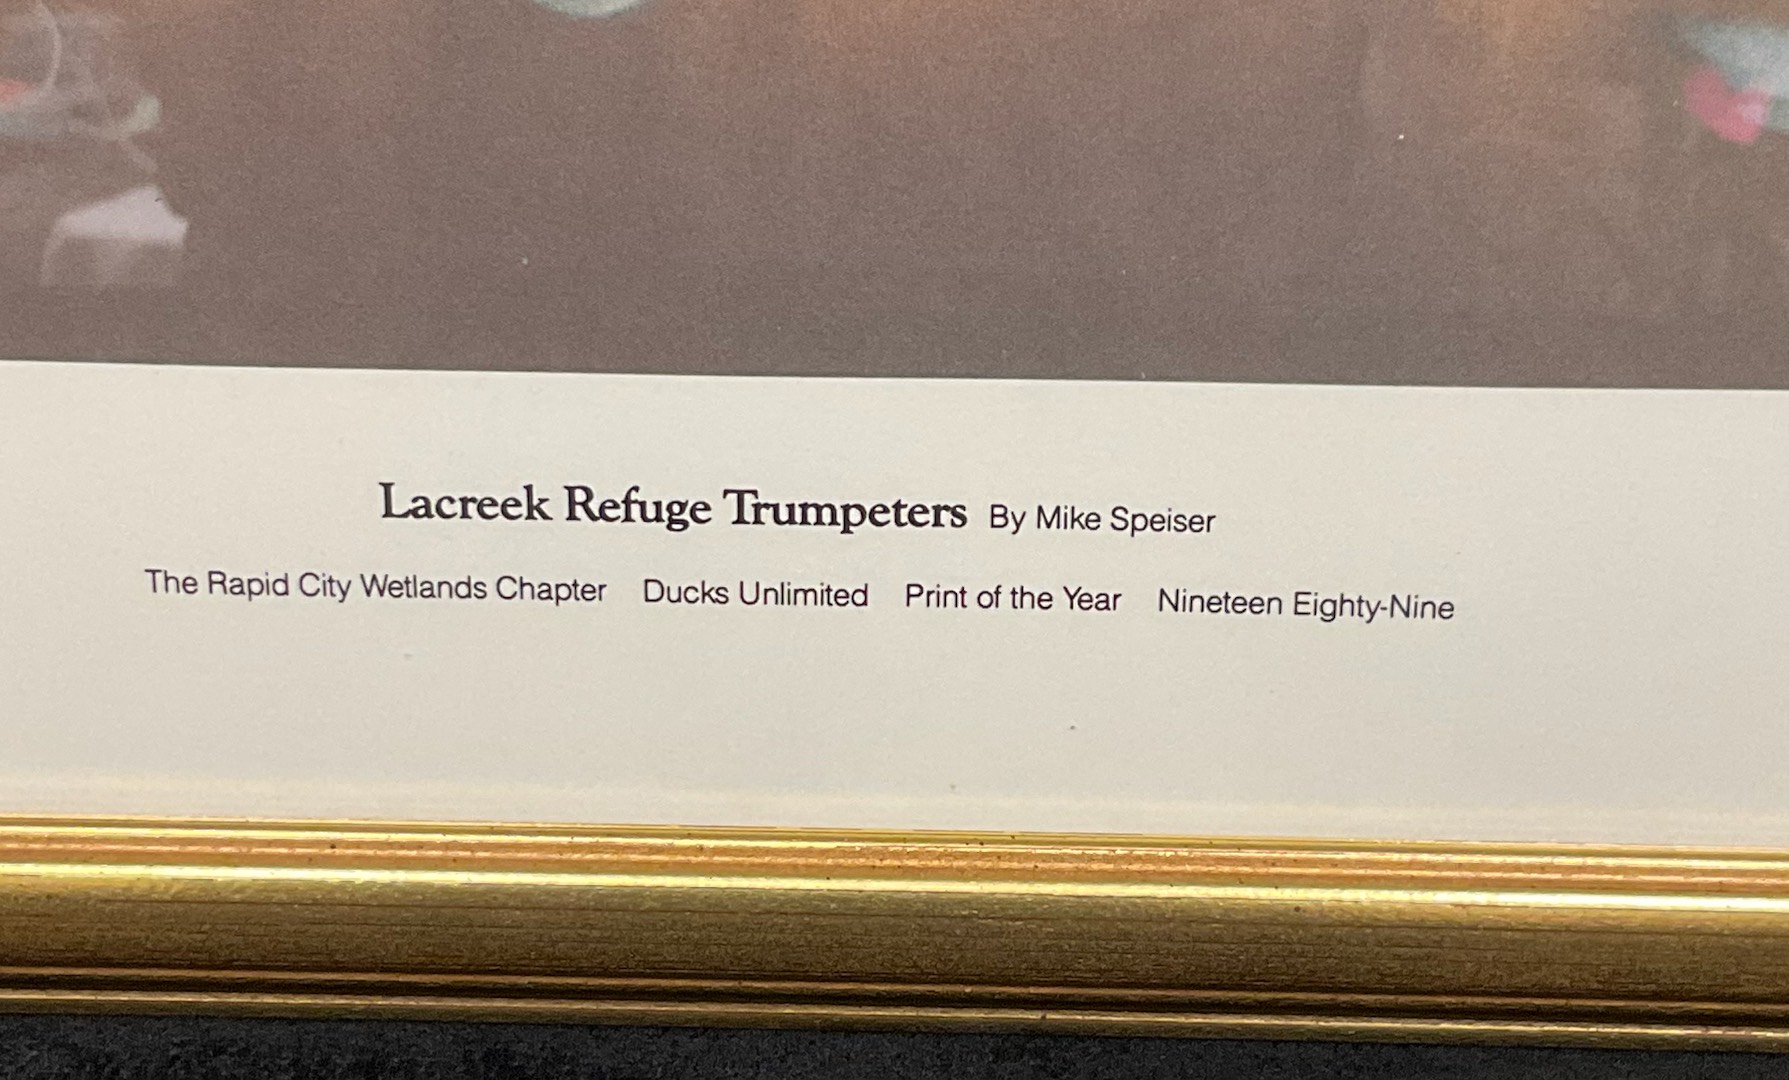 Lacreek Refuge Trumpeters By Mike Speiser
The Rapid City Wetlands Chapter Ducks Unlimited Print of the Year Nineteen Eighty-Nine